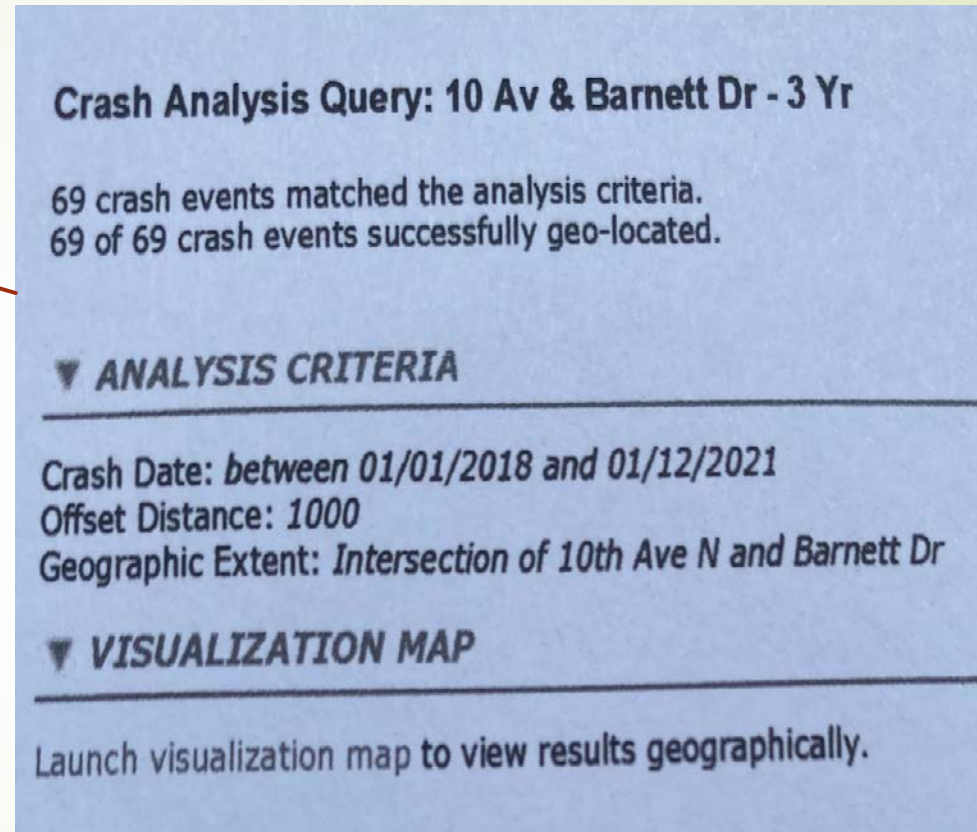 Crash Analysis Query: 10 Av & Barnett Dr - 3 Yr
69 crash events matched the analysis criteria.
69 of 69 crash events successfully geo-located.
▼ ANALYSIS CRITERIA
Crash Date: between 01/01/2018 and 01/12/2021
Offset Distance: 1000
Geographic Extent: Intersection of 10th Ave N and Barnett Dr
▼ VISUALIZATION MAP
Launch visualization map to view results geographically.